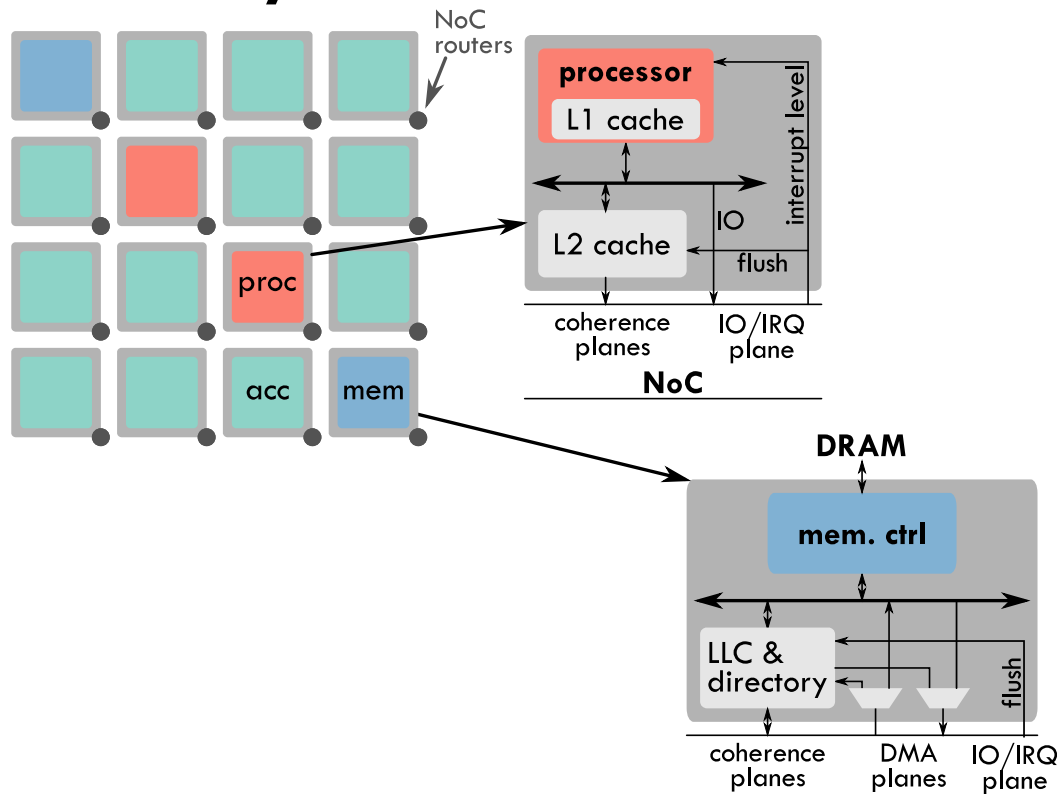 NoC
routers
proc
acc
mem
processor
L1 cache
interrupt level
IO
L2 cache
flush
coherence
planes
IO/IRQ
plane
NoC
DRAM
mem. ctrl
LLC &
directory
flush
coherence
planes
DMA
planes
IO/IRQ
plane